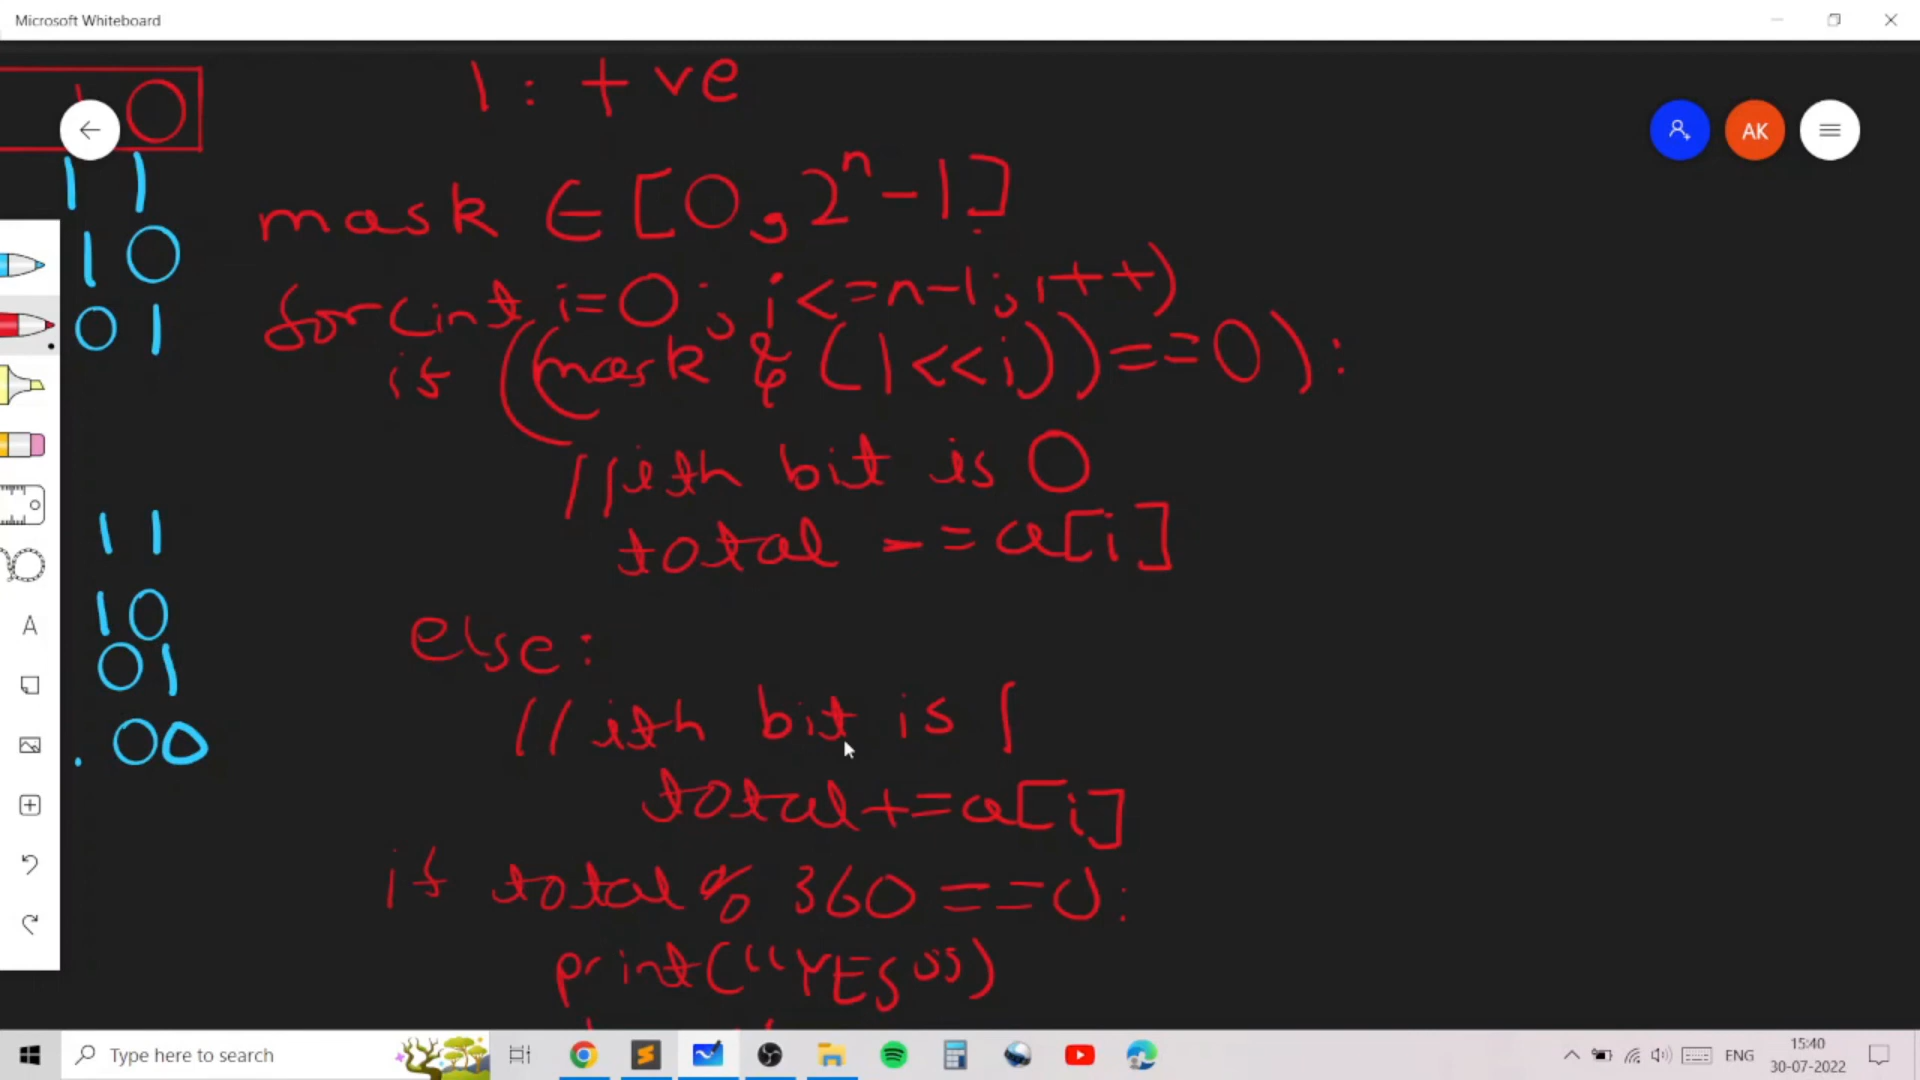 Microsoft Whiteboard
1 : + ve
0
AK
1 1
mask ∈ [0, 2^n - 1]
1 0
for(int i=0; i<=n-1; i++)
0 1
if ((mask & (1<<i))==0):
//ith bit is 0
1 1
total -= a[i]
1 0
else:
0 1
//ith bit is 1
. 00
total+=a[i]
if total % 360 ==0:
print("YES")
Type here to search
ENG
15:40
30-07-2022